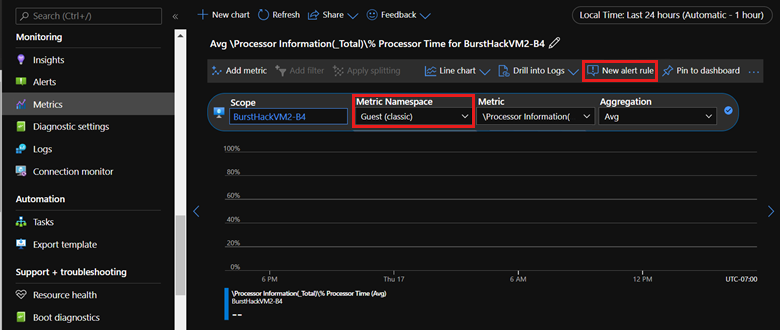 Search (Ctrl+/)
«
New chart
Refresh
Share
Feedback
Local Time: Last 24 hours (Automatic - 1 hour)
Monitoring
Insights
Alerts
Metrics
Diagnostic settings
Logs
Connection monitor
Automation
Tasks
Export template
Support + troubleshooting
Resource health
Boot diagnostics
Avg \Processor Information(_Total)\% Processor Time for BurstHackVM2-B4
Add metric
Add filter
Apply splitting
Line chart
Drill into Logs
New alert rule
Pin to dashboard
...
Scope
BurstHackVM2-B4
Metric Namespace
Guest (classic)
Metric
\Processor Information(
Aggregation
Avg
100%
80%
60%
40%
20%
0%
6 PM
Thu 17
6 AM
12 PM
UTC-07:00
\Processor Information(_Total)\% Processor Time (Avg)
BurstHackVM2-B4
--